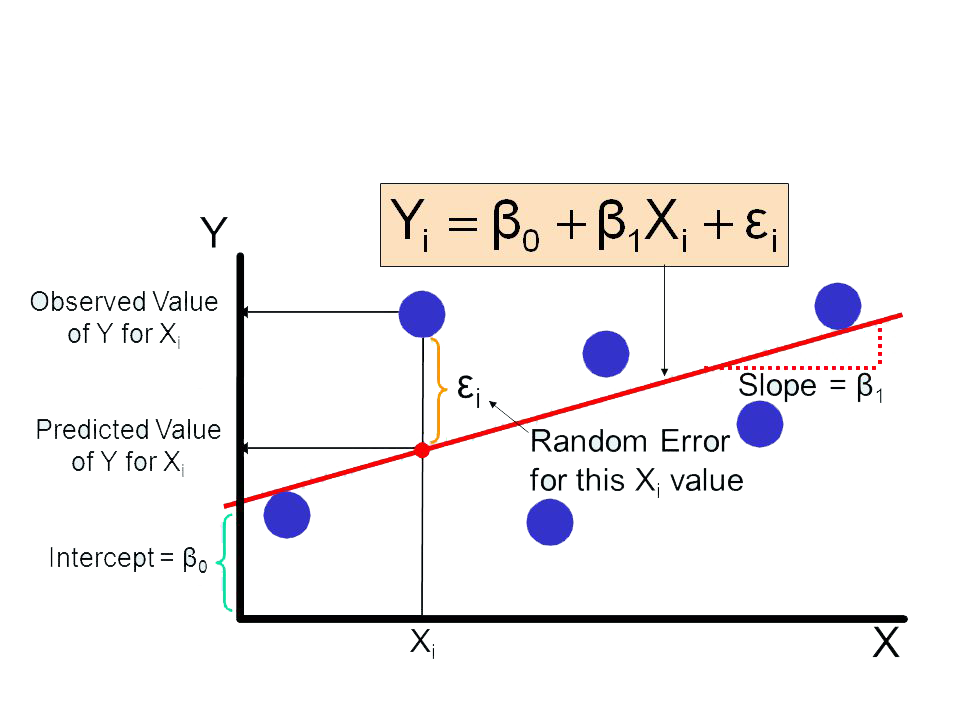 Yᵢ = β₀ + β₁Xᵢ + εᵢ
Y
Observed Value
of Y for Xᵢ
εᵢ
Slope = β₁
Predicted Value
of Y for Xᵢ
Random Error
for this Xᵢ value
Intercept = β₀
Xᵢ
X